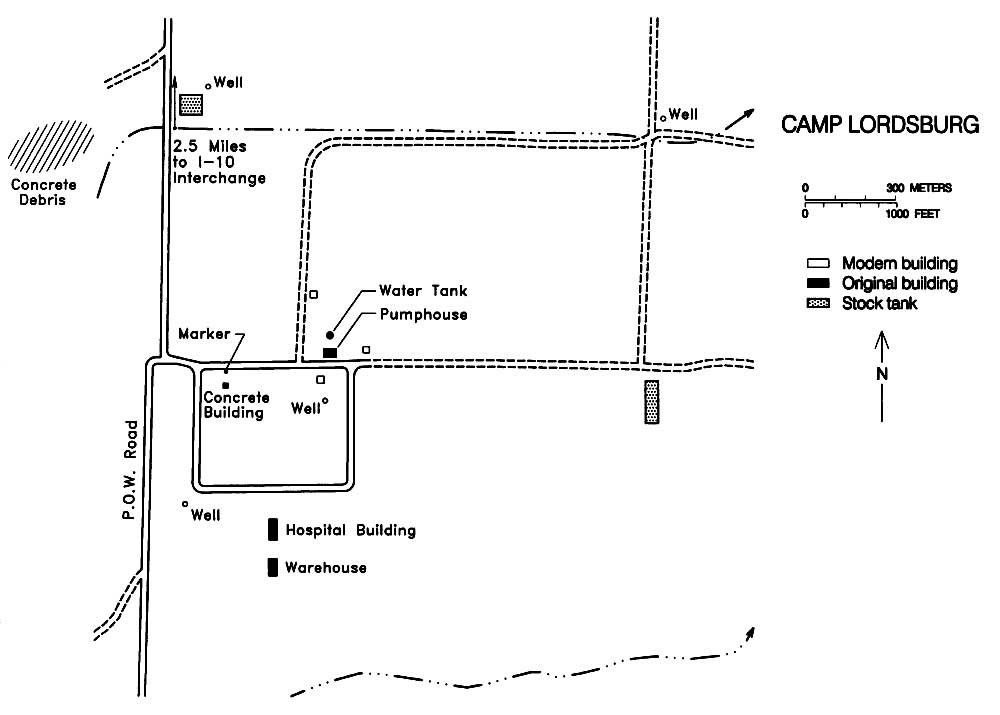 Well
Well
CAMP LORDSBURG
2.5 Miles
to I-10
Interchange
Concrete
Debris
0 300 METERS
0 1000 FEET
Modern building
Original building
Stock tank
Water Tank
Pumphouse
Marker
N
Concrete
Building
Well
P.O.W. Road
Well
Hospital Building
Warehouse